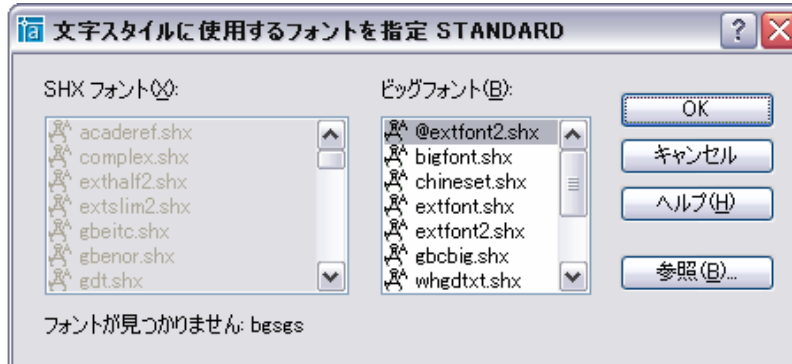 文字スタイルに使用するフォントを指定 STANDARD
SHX フォント(X):
acaderef.shx
complex.shx
exthalf2.shx
extslim2.shx
gbeitc.shx
gbenor.shx
gdt.shx
ビッグフォント(B):
@extfont2.shx
bigfont.shx
chineset.shx
extfont.shx
extfont2.shx
gbcbig.shx
whgdtxt.shx
OK
キャンセル
ヘルプ(H)
参照(B)...
フォントが見つかりません: bgsgs